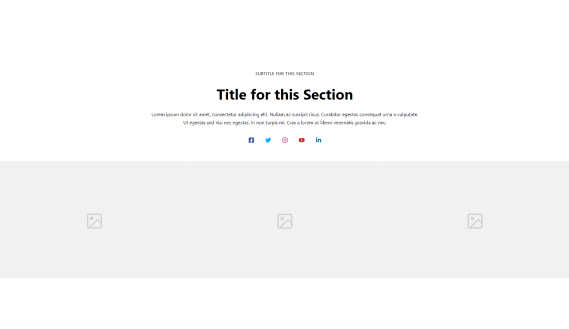 SUBTITLE FOR THIS SECTION
Title for this Section
Lorem ipsum dolor sit amet, consectetur adipiscing elit. Nullam ac suscipit risus. Curabitur egestas consequat urna a vulputate.
Ut egestas sed nisi nec egestas. In non turpis mi. Cras a lorem at libero venenatis gravida ac nec.